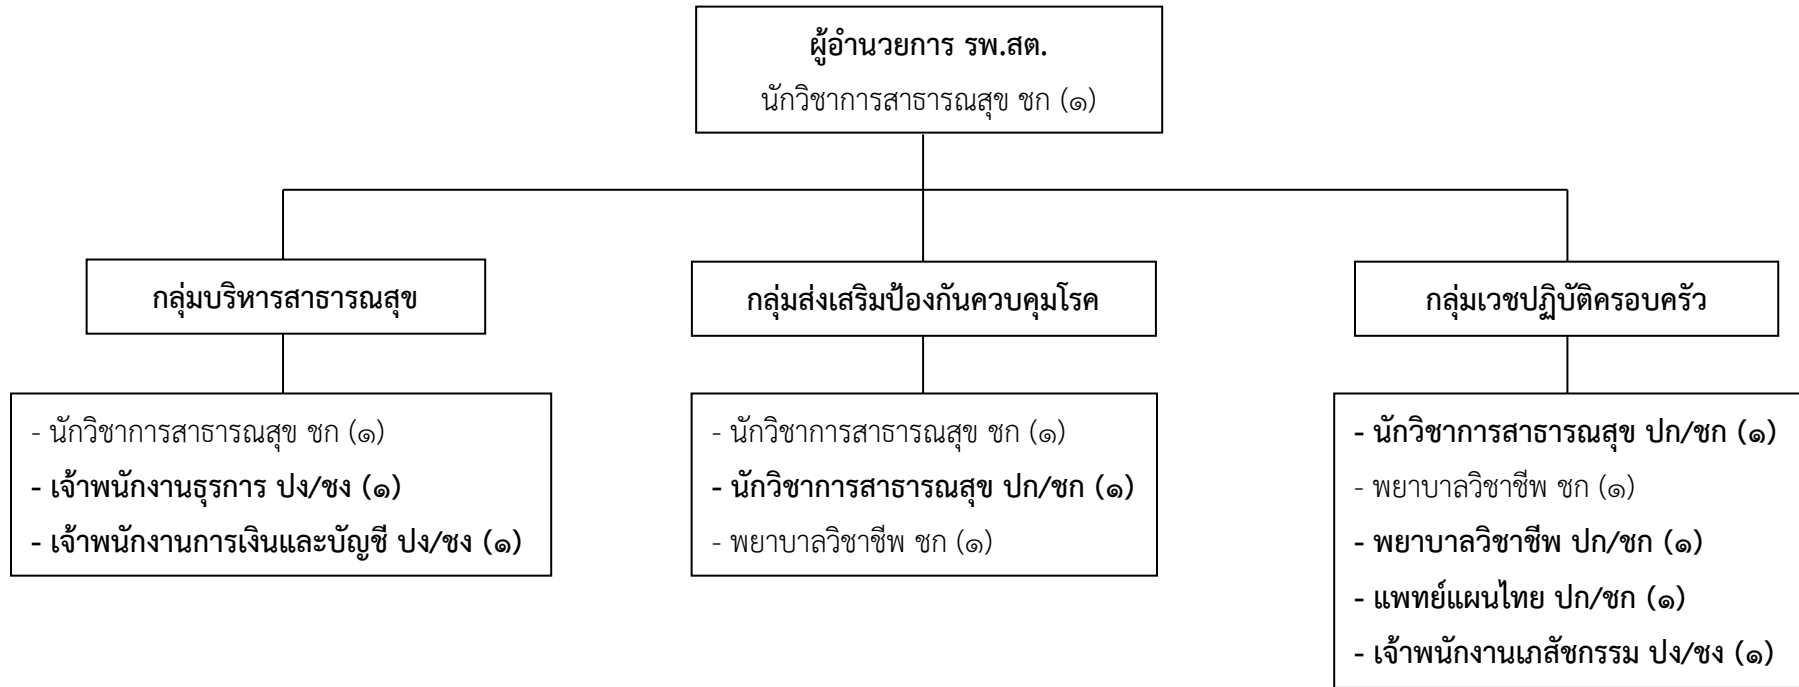 ผู้อำนวยการ รพ.สต.
นักวิชาการสาธารณสุข ชก (๑)
กลุ่มบริหารสาธารณสุข
กลุ่มส่งเสริมป้องกันควบคุมโรค
กลุ่มเวชปฏิบัติครอบครัว
- นักวิชาการสาธารณสุข ชก (๑)
- เจ้าพนักงานธุรการ ปง/ชง (๑)
- เจ้าพนักงานการเงินและบัญชี ปง/ชง (๑)
- นักวิชาการสาธารณสุข ชก (๑)
- นักวิชาการสาธารณสุข ปก/ชก (๑)
- พยาบาลวิชาชีพ ชก (๑)
- นักวิชาการสาธารณสุข ปก/ชก (๑)
- พยาบาลวิชาชีพ ชก (๑)
- พยาบาลวิชาชีพ ปก/ชก (๑)
- แพทย์แผนไทย ปก/ชก (๑)
- เจ้าพนักงานเภสัชกรรม ปง/ชง (๑)